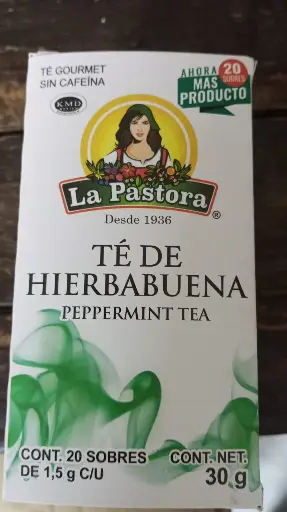 TÉ GOURMET
SIN CAFEÍNA
KMD
AHORA 20 SOBRES
MAS
PRODUCTO
La Pastora®
Desde 1936
TÉ DE
HIERBABUENA
PEPPERMINT TEA
CONT. 20 SOBRES
DE 1,5 g C/U
CONT. NET.
30 g